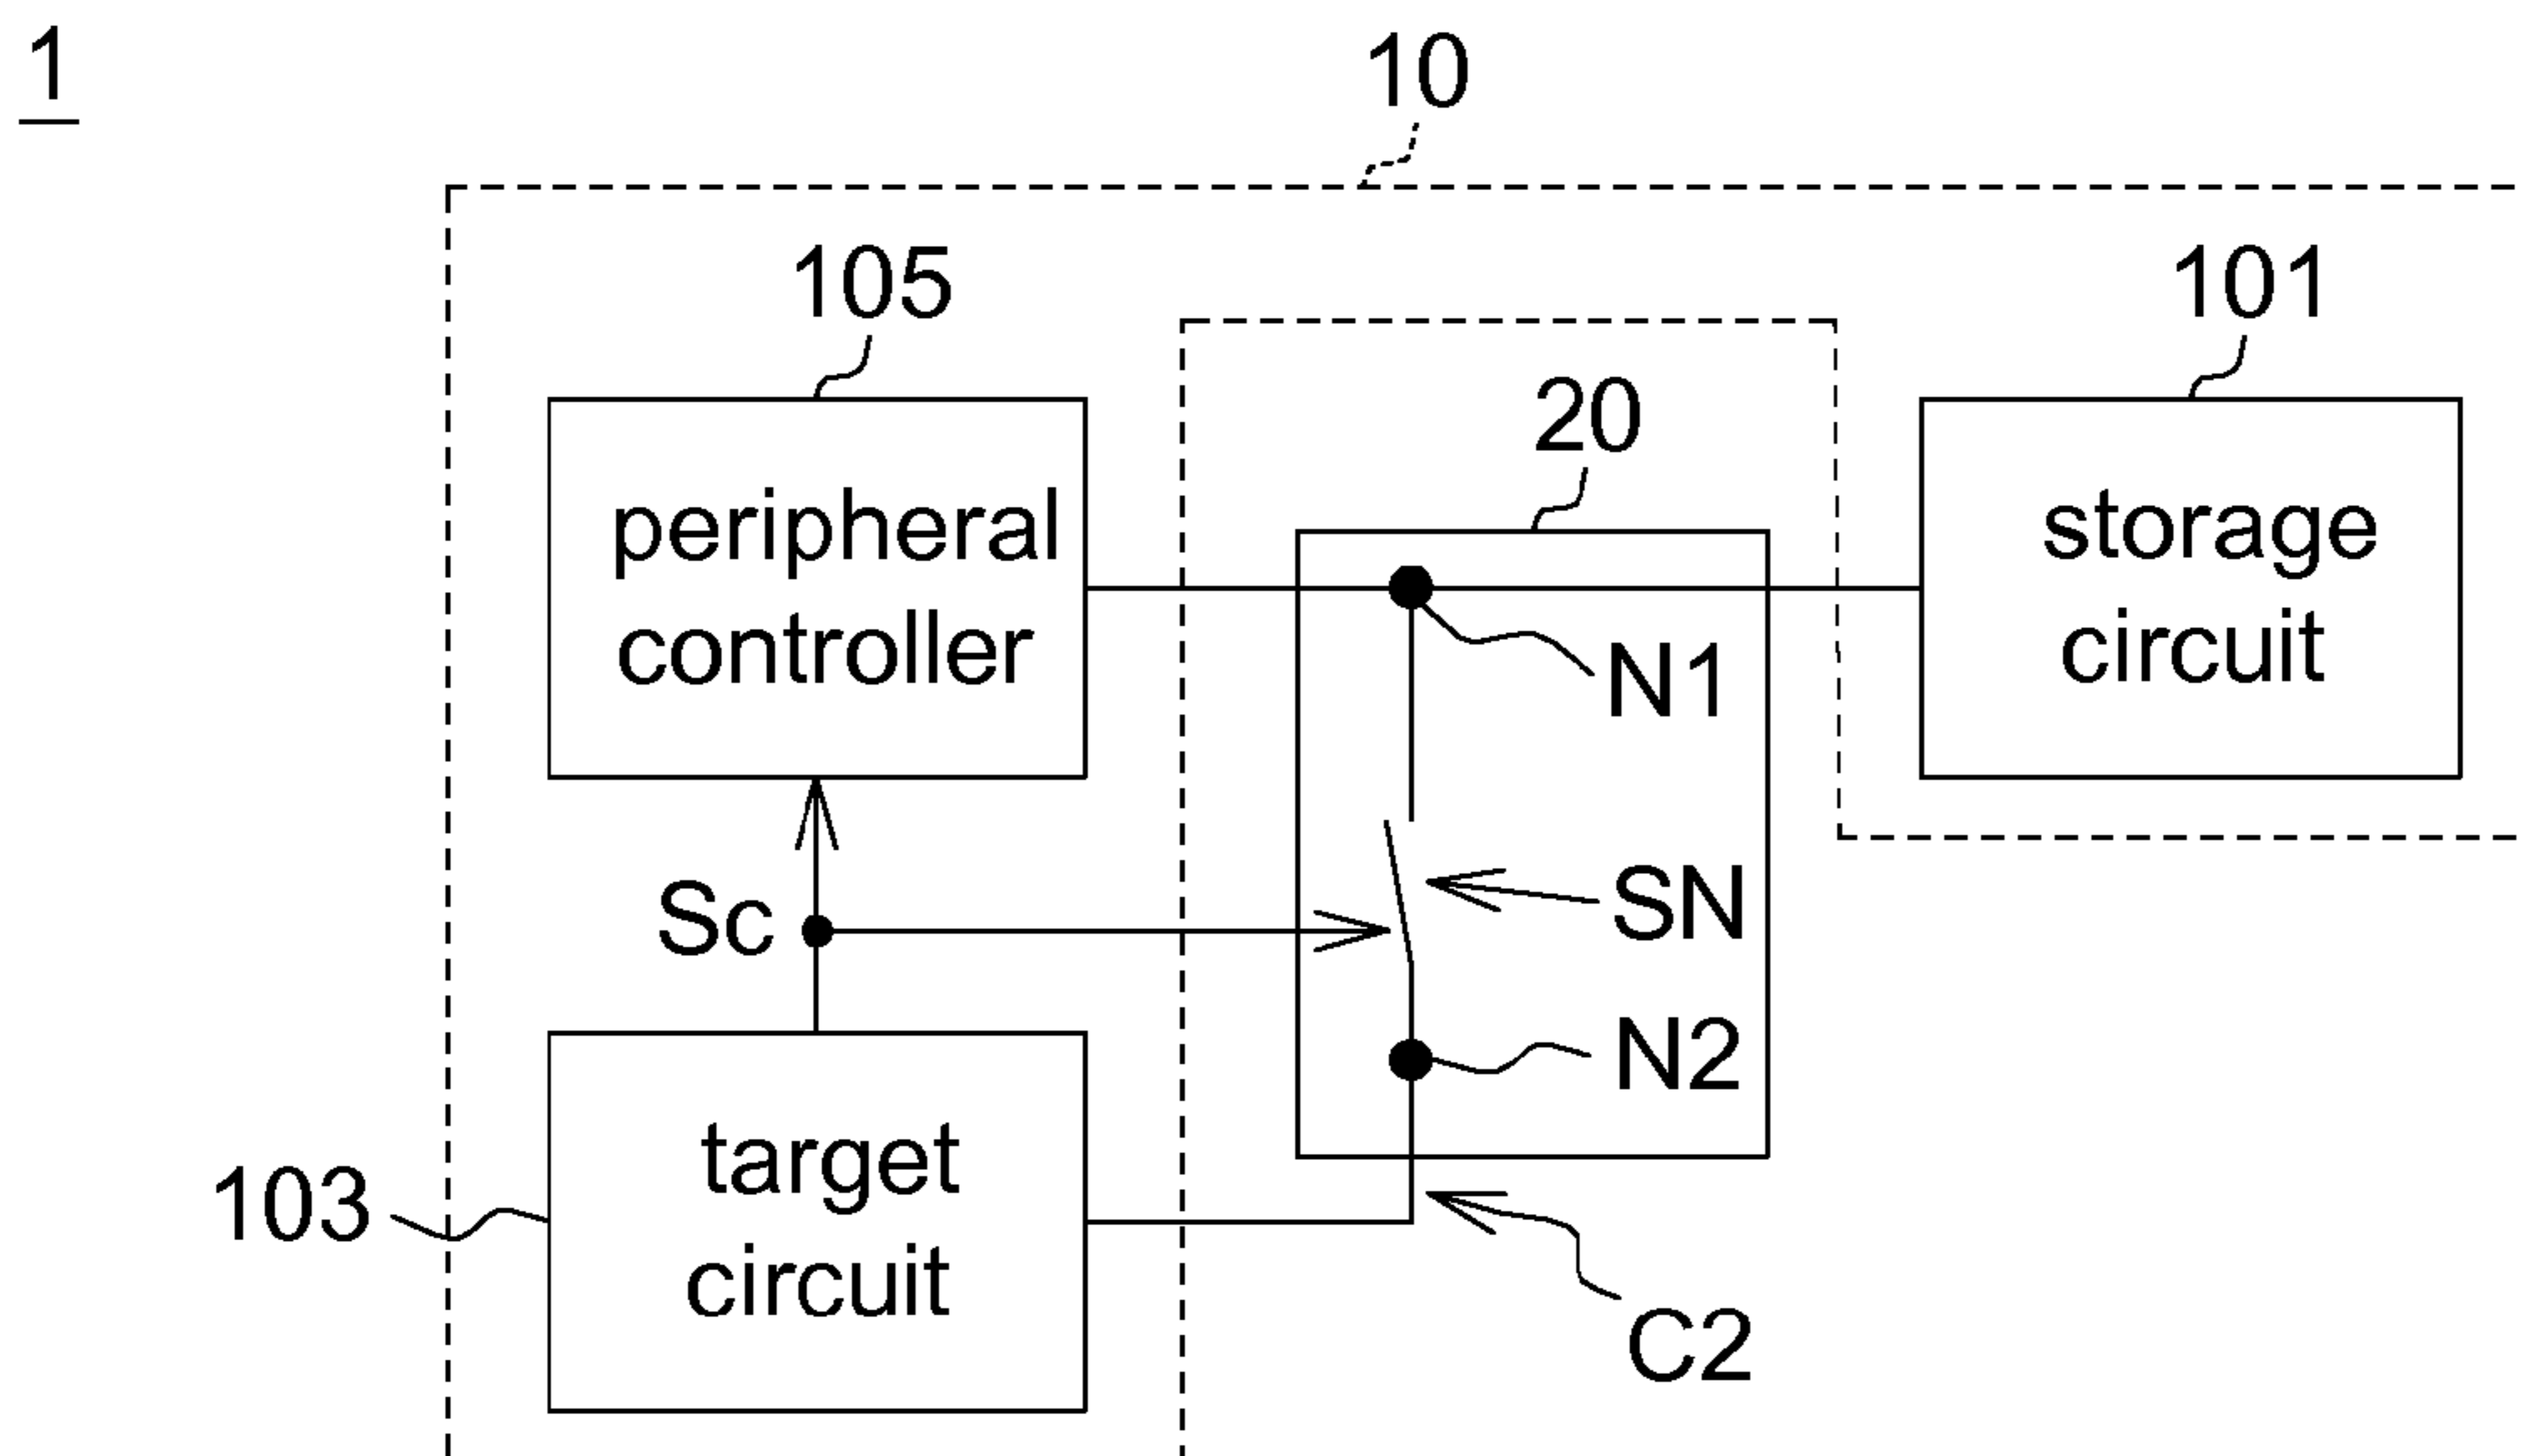 1
10
105
101
20
peripheral
controller
storage
circuit
N1
Sc
SN
N2
103
target
circuit
C2